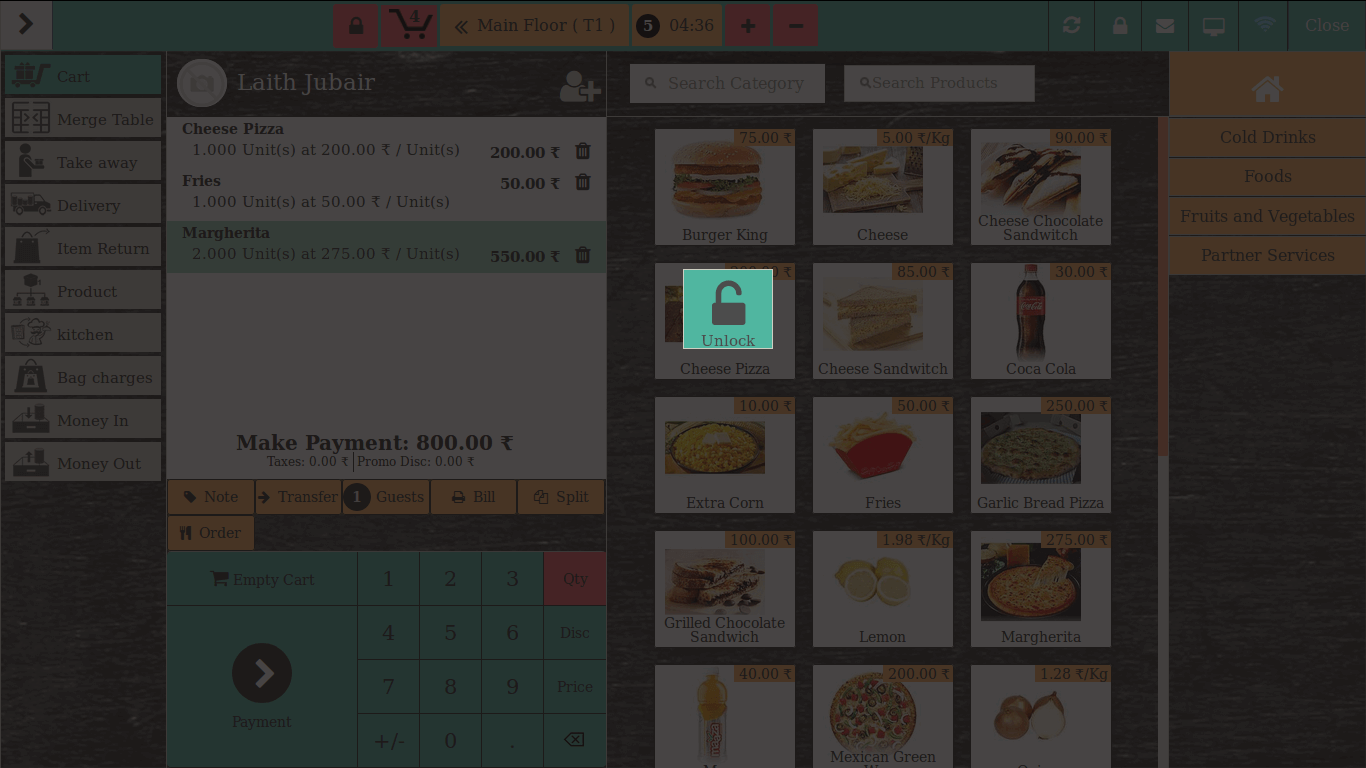 4
Main Floor ( T1 )
5 04:36
+
−
Close
Cart
Merge Table
Take away
Delivery
Item Return
Product
kitchen
Bag charges
Money In
Money Out
Laith Jubair
Cheese Pizza
1.000 Unit(s) at 200.00 ₹ / Unit(s)
200.00 ₹
Fries
50.00 ₹
1.000 Unit(s) at 50.00 ₹ / Unit(s)
Margherita
2.000 Unit(s) at 275.00 ₹ / Unit(s)
550.00 ₹
Make Payment: 800.00 ₹
Taxes: 0.00 ₹ | Promo Disc: 0.00 ₹
Note
Transfer
1 Guests
Bill
Split
Order
Empty Cart
1
2
3
Qty
4
5
6
Disc
7
8
9
Price
+/-
0
.
Payment
Search Category
Search Products
75.00 ₹
Burger King
5.00 ₹/Kg
Cheese
90.00 ₹
Cheese Chocolate
Sandwitch
Unlock
Cheese Pizza
85.00 ₹
Cheese Sandwitch
30.00 ₹
Coca Cola
10.00 ₹
Extra Corn
50.00 ₹
Fries
250.00 ₹
Garlic Bread Pizza
100.00 ₹
Grilled Chocolate
Sandwich
1.98 ₹/Kg
Lemon
275.00 ₹
Margherita
40.00 ₹
200.00 ₹
Mexican Green
1.28 ₹/Kg
Cold Drinks
Foods
Fruits and Vegetables
Partner Services